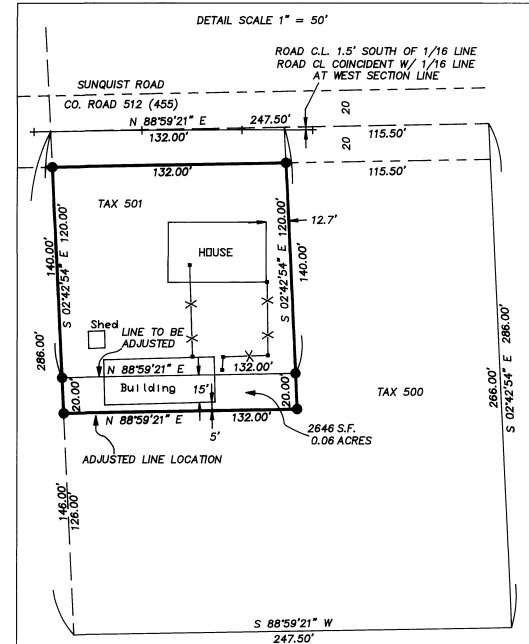 DETAIL SCALE 1" = 50'
ROAD C.L. 1.5' SOUTH OF 1/16 LINE
ROAD CL COINCIDENT W/ 1/16 LINE
AT WEST SECTION LINE
SUNQUIST ROAD
CO. ROAD 512 (455)
20
N 88°59'21" E
247.50'
132.00'
20
115.50'
132.00'
115.50'
TAX 501
12.7'
HOUSE
140.00'
S 02°42'54" E 120.00'
S 02°42'54" E 120.00'
140.00'
Shed
LINE TO BE
ADJUSTED
286.00'
N 88°59'21" E
132.00'
Building
15'
20.00'
20.00'
TAX 500
266.00'
S 02°42'54" E
N 88°59'21" E
132.00'
5'
2646 S.F.
0.06 ACRES
ADJUSTED LINE LOCATION
146.00'
126.00'
S 88°59'21" W
247.50'